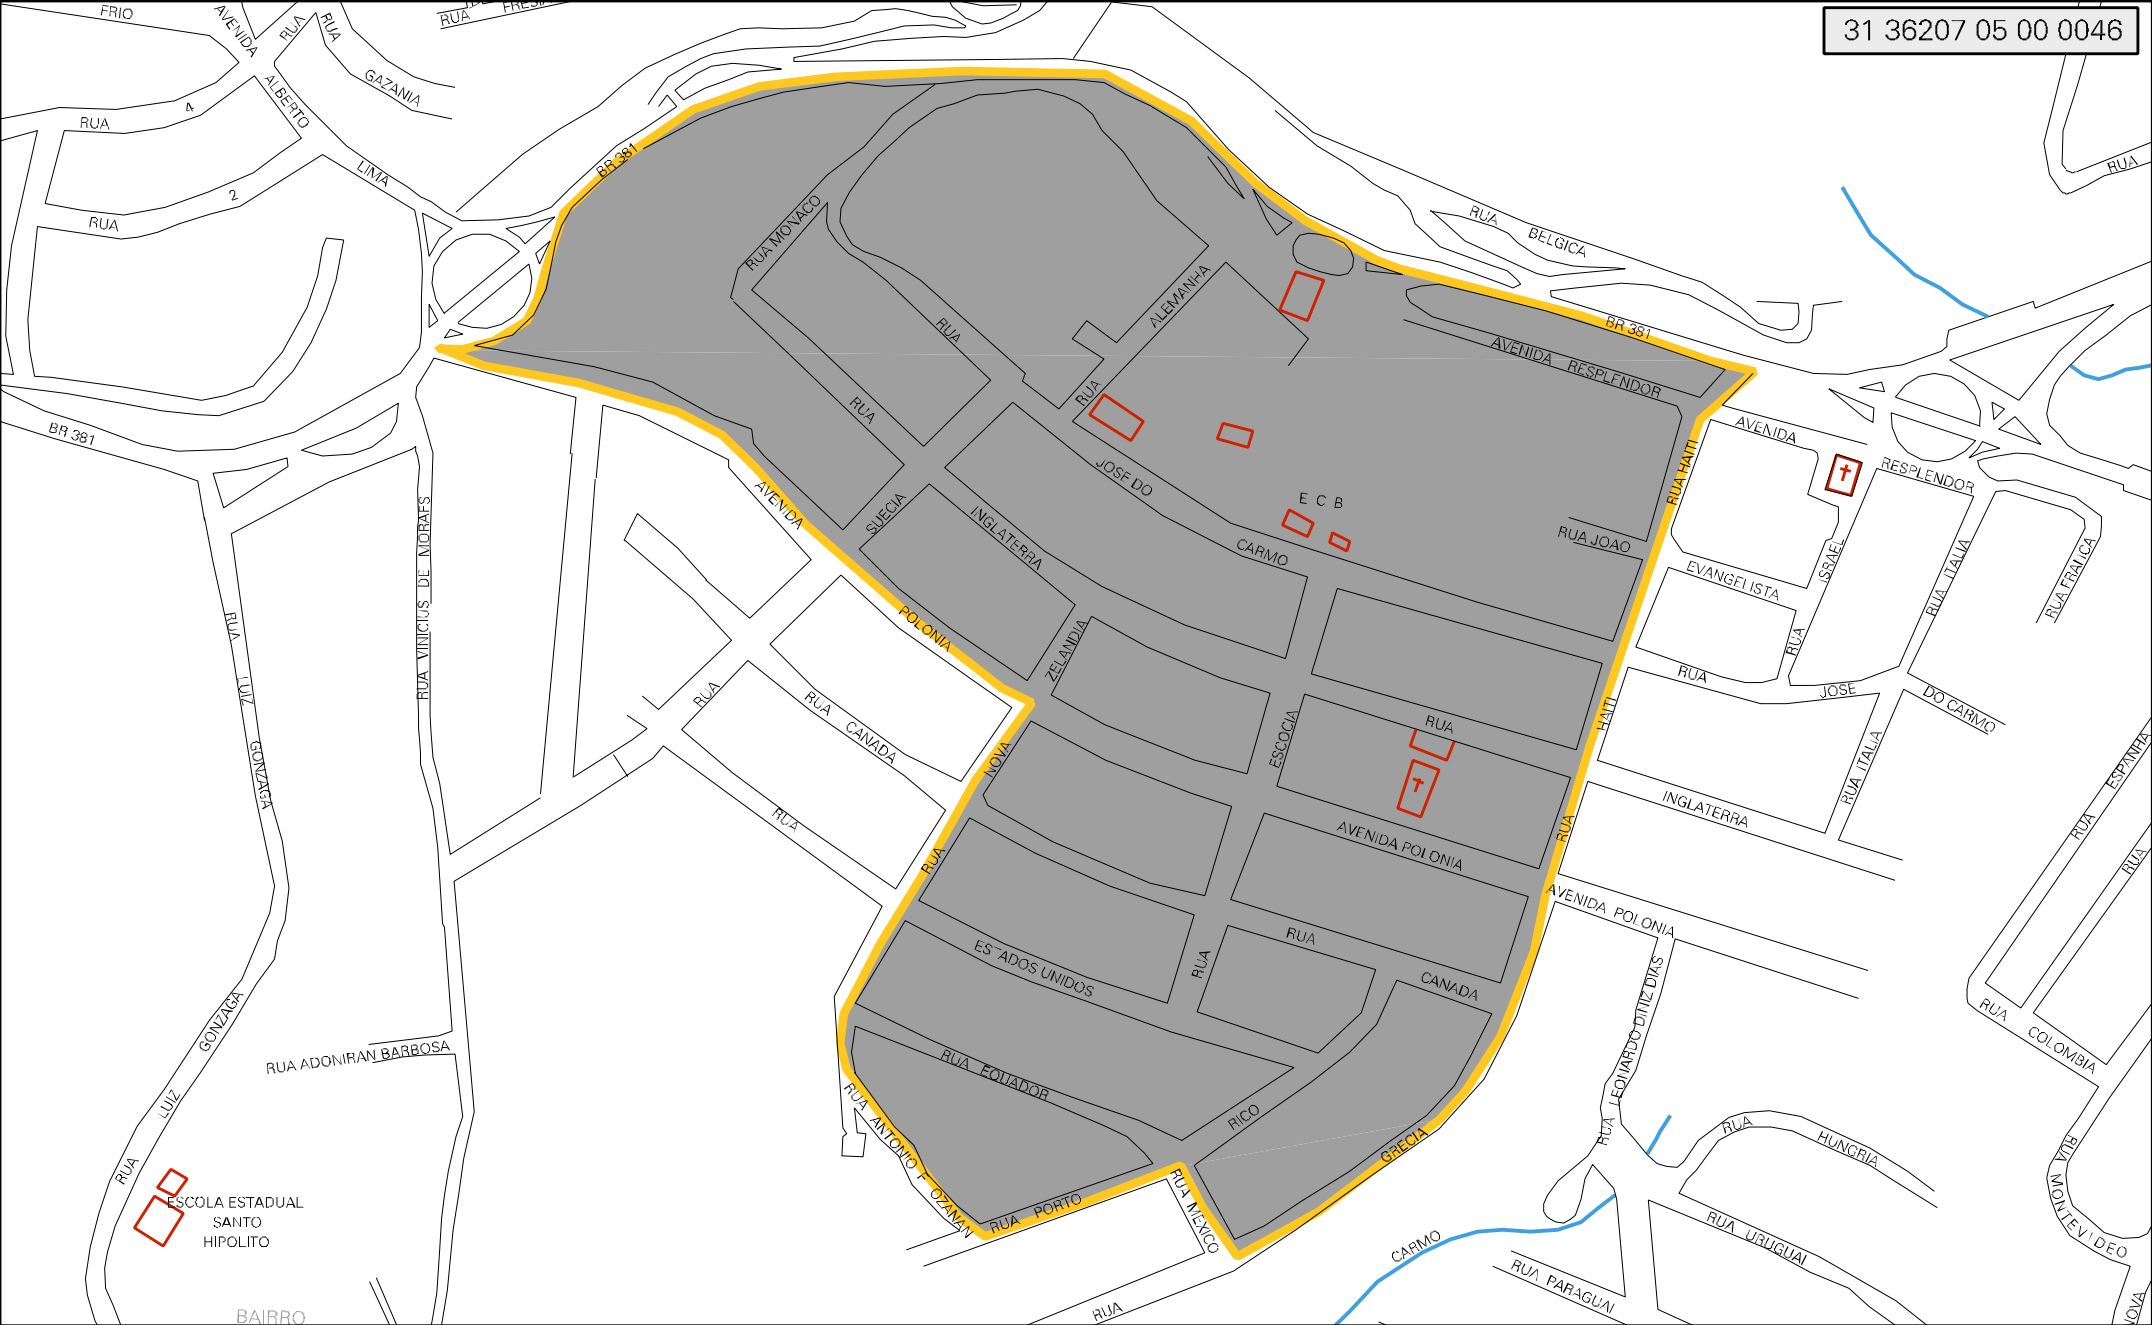 31 36207 05 00 0046
FRIO
AVENIDA
RUA
RUA
RUA
FRESIA
GAZANIA
ALBERTO
RUA 4
BR 381
LIMA
RUA 2
RUA
RUA BELGICA
RUA MONACO
ALEMANHA
RUA
BR 381
AVENIDA RESPLENDOR
RUA
RUA
BR 381
AVENIDA
RESPLENDOR
RUA HAITI
JOSE DO
CARMO
E C B
SUECIA
INGLATERRA
AVENIDA
POLONIA
RUA JOAO
EVANGELISTA
ISRAEL
RUA
RUA ITALIA
RUA FRANCA
RUA VINICIUS DE MORAES
RUA LUIZ GONZAGA
ZELANDIA
RUA
RUA CANADA
NOVA
RUA
ESCOCIA
RUA
HAITI
RUA
RUA
JOSE
DO CARMO
RUA ITALIA
ESPANHA
RUA
RUA
RUA
INGLATERRA
AVENIDA POLONIA
AVENIDA POLONIA
RUA
CANADA
RUA
ESTADOS UNIDOS
RUA LEONARDO DINIZ DIAS
RUA COLOMBIA
GONZAGA
LUIZ
RUA
RUA ADONIRAN BARBOSA
RUA EQUADOR
RICO
GRECIA
RUA ANTONIO F OZANAN
RUA PORTO
RUA MEXICO
RUA
HUNGRIA
RUA MONTEVIDEO
ESCOLA ESTADUAL
SANTO
HIPOLITO
CARMO
RUA URUGUAI
RUA PARAGUAI
RUA
NOVA
BAIRRO